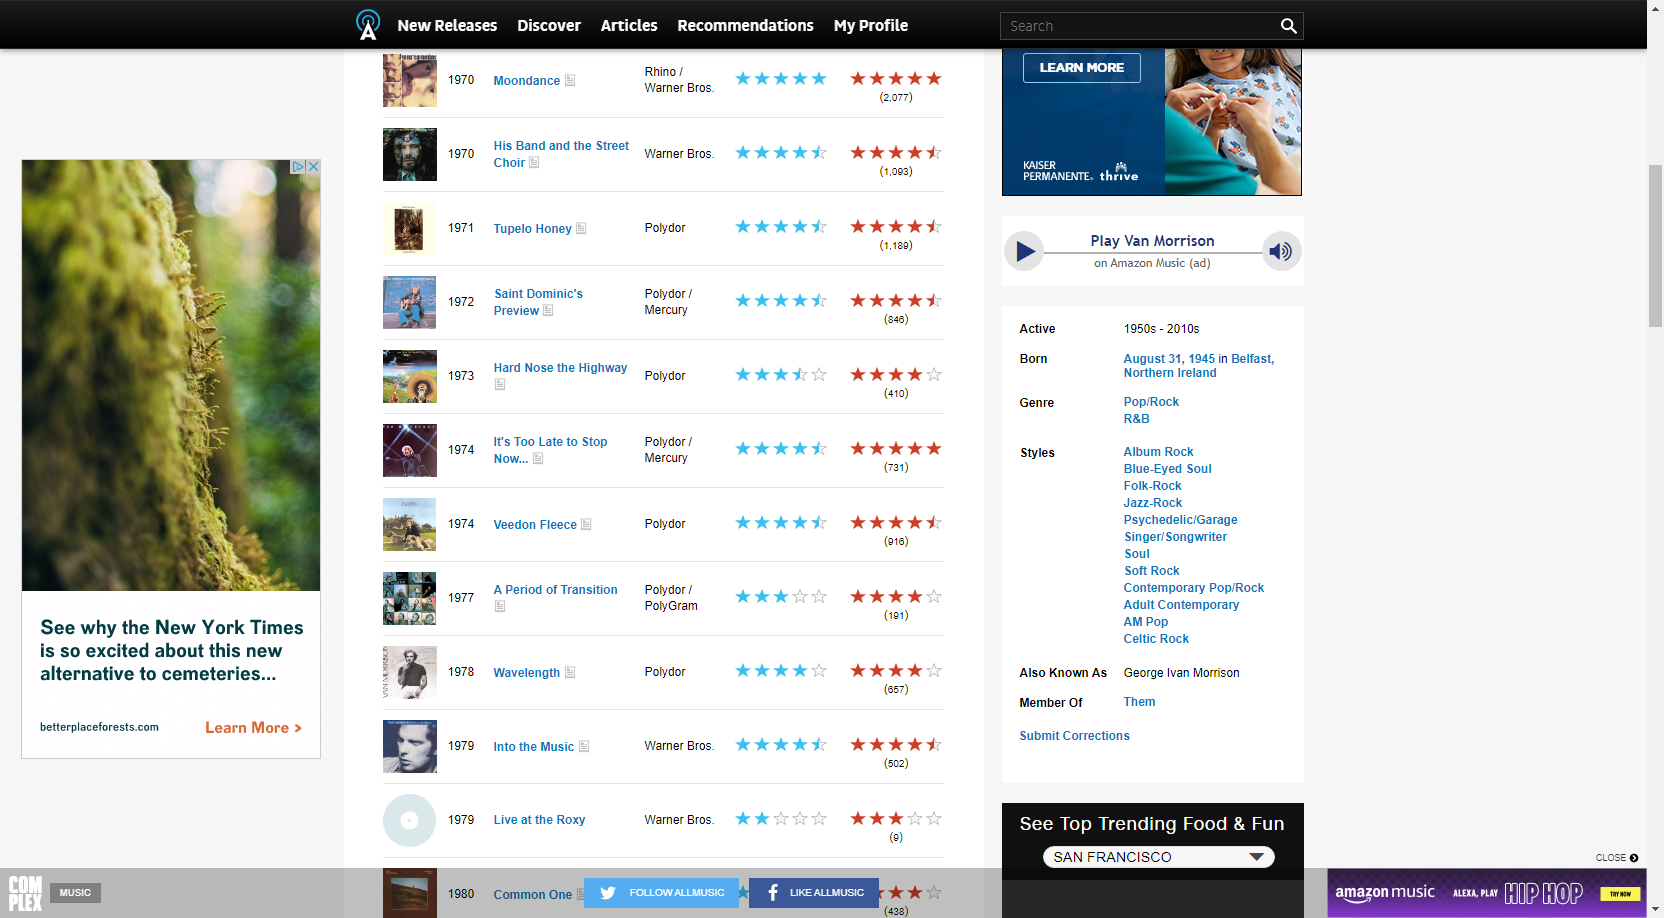 New Releases Discover Articles Recommendations My Profile Search
1970 Moondance Rhino / Warner Bros. (2,077)
1970 His Band and the Street Choir Warner Bros. (1,093)
1971 Tupelo Honey Polydor (1,189)
1972 Saint Dominic's Preview Polydor / Mercury (846)
1973 Hard Nose the Highway Polydor (410)
1974 It's Too Late to Stop Now... Polydor / Mercury (731)
1974 Veedon Fleece Polydor (916)
1977 A Period of Transition Polydor / PolyGram (191)
1978 Wavelength Polydor (657)
1979 Into the Music Warner Bros. (502)
1979 Live at the Roxy Warner Bros. (9)
1980 Common One (438)
See why the New York Times
is so excited about this new
alternative to cemeteries...
betterplaceforests.com Learn More >
LEARN MORE
KAISER
PERMANENTE® thrive
Play Van Morrison
on Amazon Music (ad)
Active 1950s - 2010s
Born August 31, 1945 in Belfast,
Northern Ireland
Genre Pop/Rock
R&B
Styles Album Rock
Blue-Eyed Soul
Folk-Rock
Jazz-Rock
Psychedelic/Garage
Singer/Songwriter
Soul
Soft Rock
Contemporary Pop/Rock
Adult Contemporary
AM Pop
Celtic Rock
Also Known As George Ivan Morrison
Member Of Them
Submit Corrections
See Top Trending Food & Fun
SAN FRANCISCO
CLOSE
COMPLEX MUSIC
FOLLOW ALLMUSIC LIKE ALLMUSIC
amazon music ALEXA, PLAY HIP HOP TRY NOW